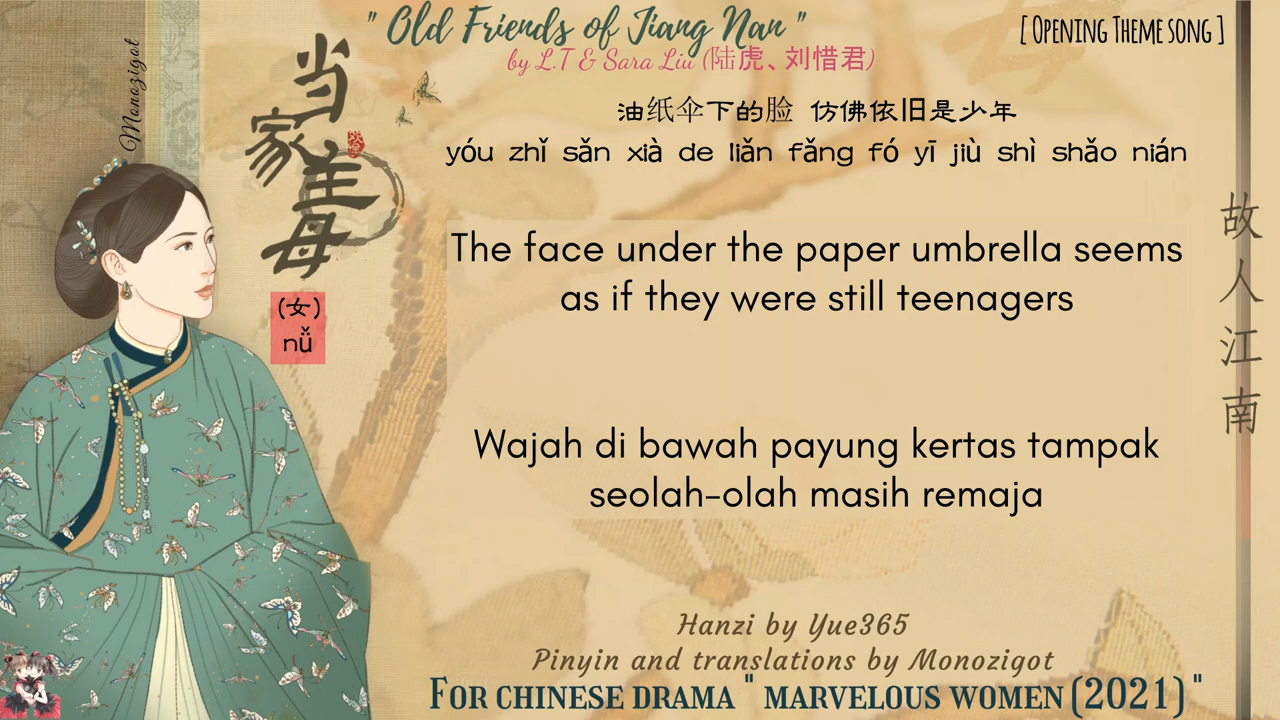 " Old Friends of Jiang Nan "
[ Opening Theme song ]
by L.T & Sara Liu (陆虎、刘惜君)
Monozigot
当家主母
油纸伞下的脸 仿佛依旧是少年
yóu zhǐ sǎn xià de liǎn fǎng fó yī jiù shì shǎo nián
The face under the paper umbrella seems
as if they were still teenagers
(女)
nǚ
故人江南
Wajah di bawah payung kertas tampak
seolah-olah masih remaja
Hanzi by Yue365
Pinyin and translations by Monozigot
For chinese drama " marvelous women (2021) "